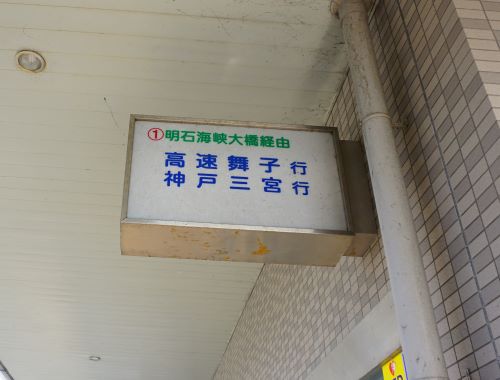 ①明石海峡大橋経由
高速舞子行
神戸三宮行